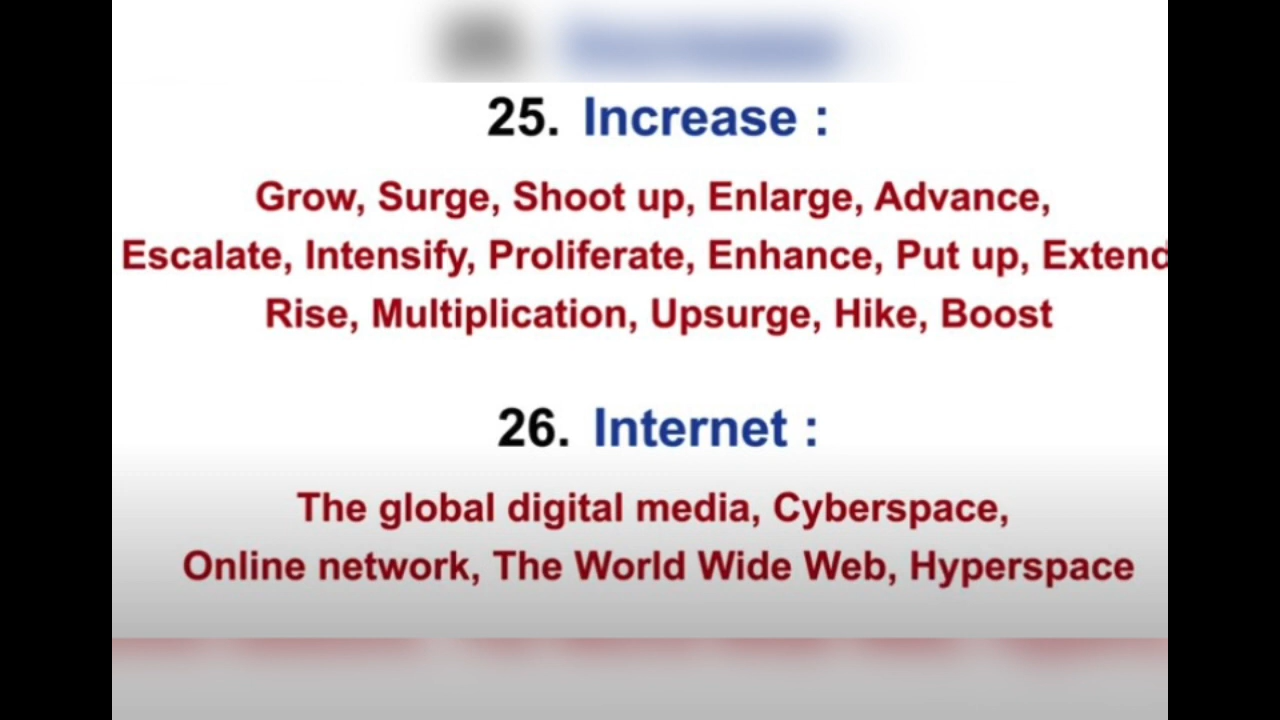 25. Increase :
Grow, Surge, Shoot up, Enlarge, Advance,
Escalate, Intensify, Proliferate, Enhance, Put up, Extend
Rise, Multiplication, Upsurge, Hike, Boost
26. Internet :
The global digital media, Cyberspace,
Online network, The World Wide Web, Hyperspace